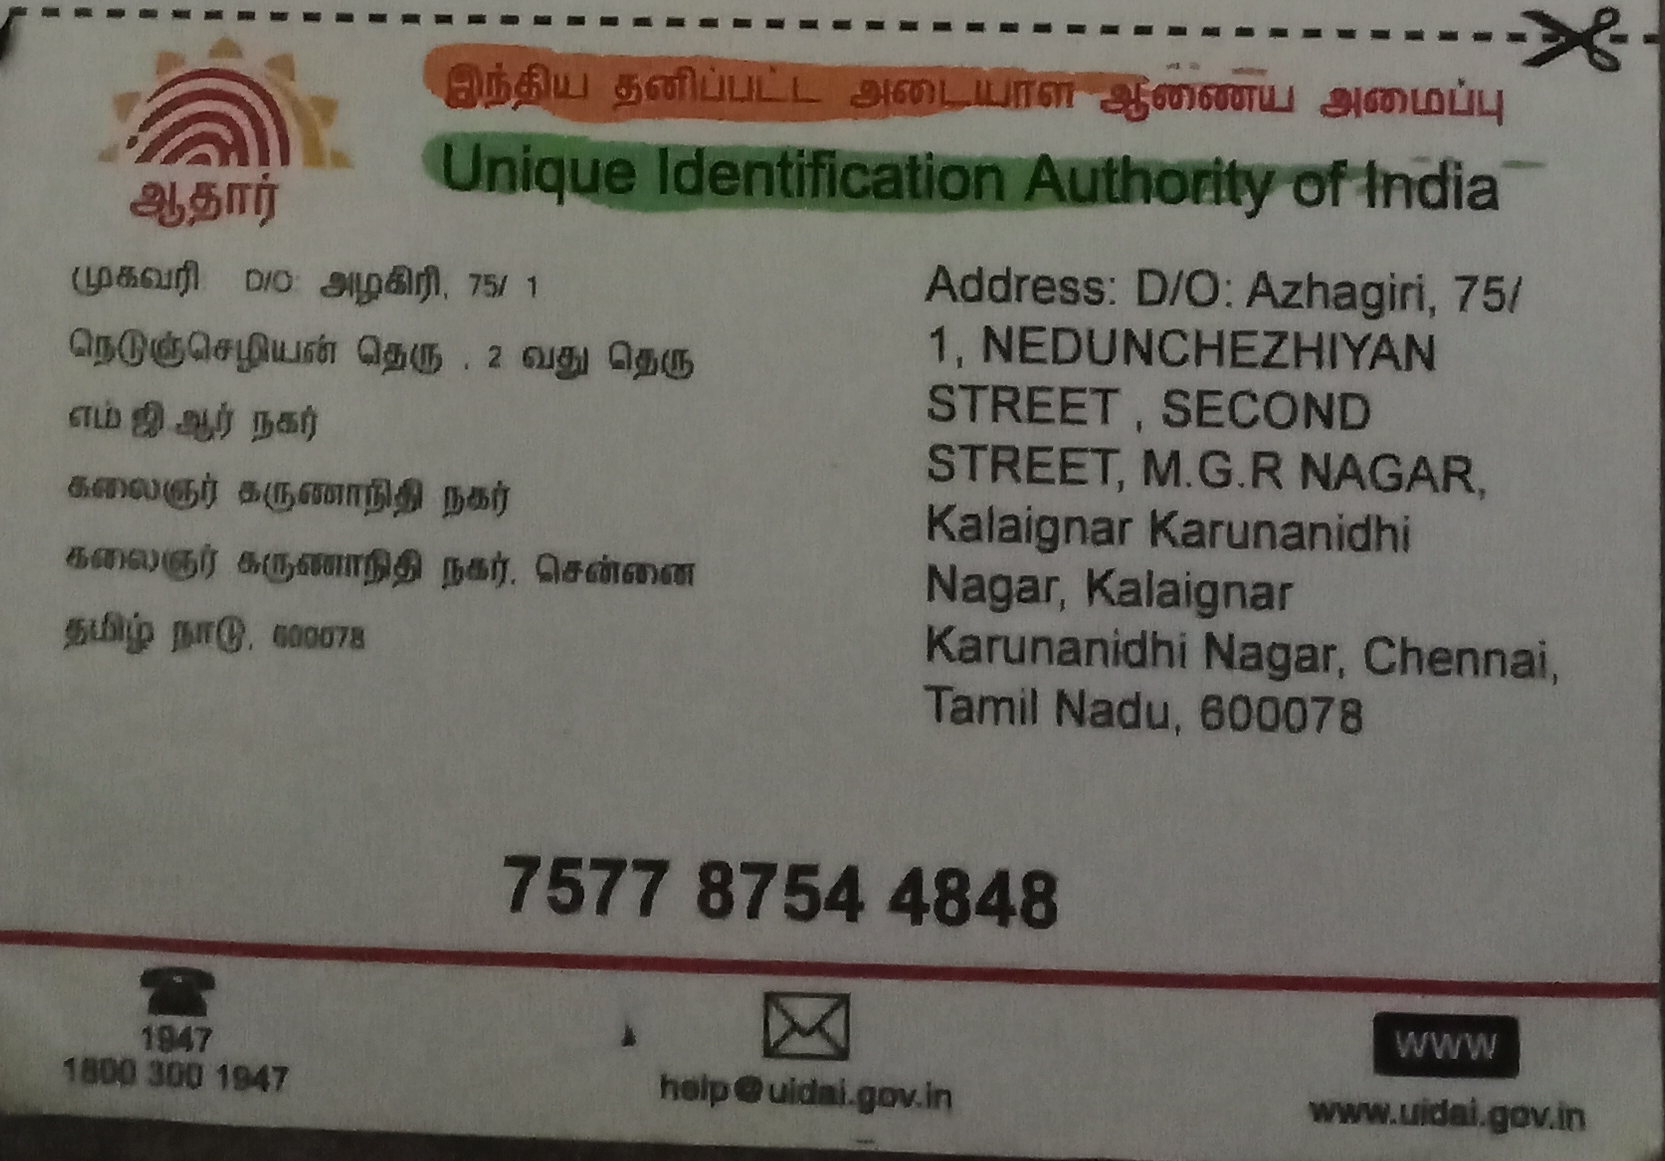 இந்திய தனிப்பட்ட அடையாள ஆணைய அமைப்பு
Unique Identification Authority of India
ஆதார்
முகவரி D/O அழகிரி, 75/ 1
நெடுஞ்செழியன் தெரு , 2 வது தெரு
எம் ஜி ஆர் நகர்
கலைஞர் கருணாநிதி நகர்
கலைஞர் கருணாநிதி நகர், சென்னை
தமிழ் நாடு, 600078
Address: D/O: Azhagiri, 75/
1, NEDUNCHEZHIYAN
STREET , SECOND
STREET, M.G.R NAGAR,
Kalaignar Karunanidhi
Nagar, Kalaignar
Karunanidhi Nagar, Chennai,
Tamil Nadu, 600078
7577 8754 4848
1947
1800 300 1947
help@uidai.gov.in
www
www.uidai.gov.in